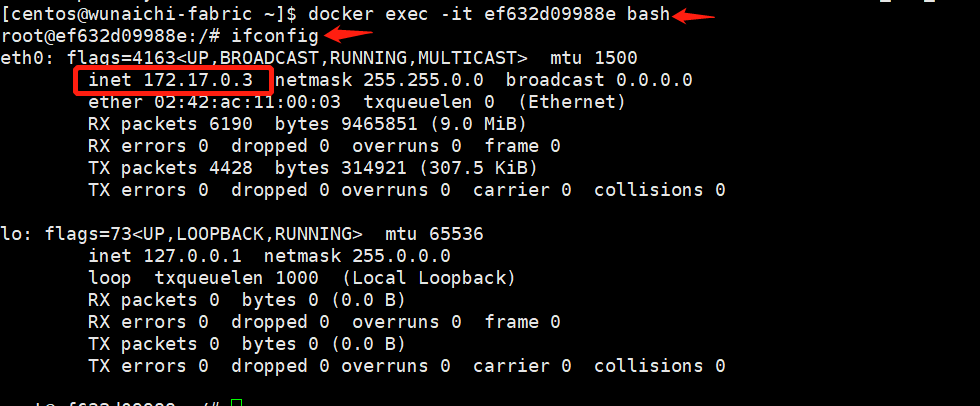 [centos@wunaichi-fabric ~]$ docker exec -it ef632d09988e bash
root@ef632d09988e:/# ifconfig
eth0: flags=4163<UP,BROADCAST,RUNNING,MULTICAST>  mtu 1500
        inet 172.17.0.3  netmask 255.255.0.0  broadcast 0.0.0.0
        ether 02:42:ac:11:00:03  txqueuelen 0  (Ethernet)
        RX packets 6190  bytes 9465851 (9.0 MiB)
        RX errors 0  dropped 0  overruns 0  frame 0
        TX packets 4428  bytes 314921 (307.5 KiB)
        TX errors 0  dropped 0 overruns 0  carrier 0  collisions 0
lo: flags=73<UP,LOOPBACK,RUNNING>  mtu 65536
        inet 127.0.0.1  netmask 255.0.0.0
        loop  txqueuelen 1000  (Local Loopback)
        RX packets 0  bytes 0 (0.0 B)
        RX errors 0  dropped 0  overruns 0  frame 0
        TX packets 0  bytes 0 (0.0 B)
        TX errors 0  dropped 0 overruns 0  carrier 0  collisions 0